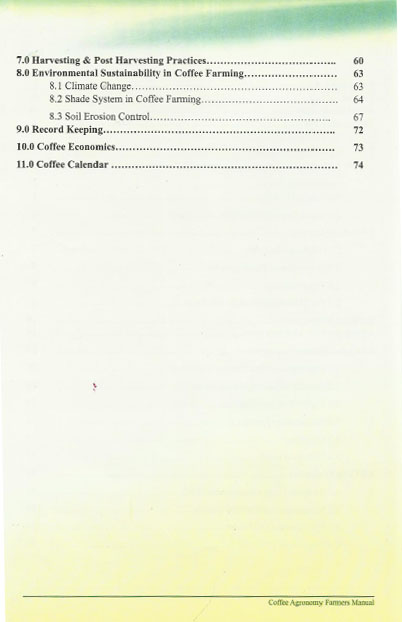 7.0 Harvesting & Post Harvesting Practices.................................... 60
8.0 Environmental Sustainability in Coffee Farming.......................... 63
8.1 Climate Change.......................................................... 63
8.2 Shade System in Coffee Farming....................................... 64
8.3 Soil Erosion Control.................................................... 67
9.0 Record Keeping................................................................. 72
10.0 Coffee Economics............................................................. 73
11.0 Coffee Calendar ............................................................... 74
Coffee Agronomy Farmers Manual